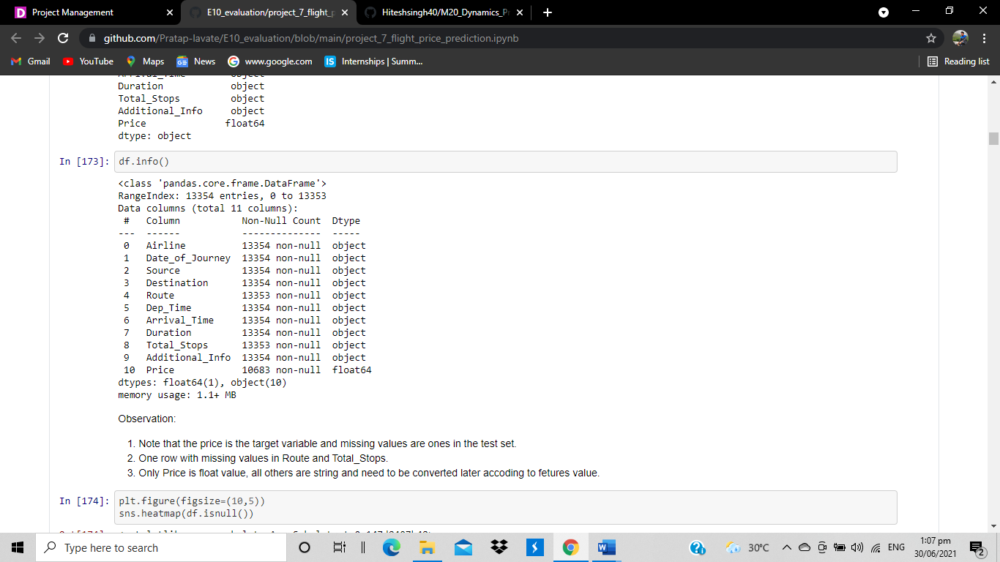 Project Management
E10_evaluation/project_7_flight_p
Hiteshsingh40/M20_Dynamics_Pr
github.com/Pratap-lavate/E10_evaluation/blob/main/project_7_flight_price_prediction.ipynb
Gmail YouTube Maps News www.google.com Internships | Summ... Reading list
Duration object
Total_Stops object
Additional_Info object
Price float64
dtype: object
In [173]: df.info()
<class 'pandas.core.frame.DataFrame'>
RangeIndex: 13354 entries, 0 to 13353
Data columns (total 11 columns):
# Column Non-Null Count Dtype
--- ------ -------------- -----
0 Airline 13354 non-null object
1 Date_of_Journey 13354 non-null object
2 Source 13354 non-null object
3 Destination 13354 non-null object
4 Route 13353 non-null object
5 Dep_Time 13354 non-null object
6 Arrival_Time 13354 non-null object
7 Duration 13354 non-null object
8 Total_Stops 13353 non-null object
9 Additional_Info 13354 non-null object
10 Price 10683 non-null float64
dtypes: float64(1), object(10)
memory usage: 1.1+ MB
Observation:
1. Note that the price is the target variable and missing values are ones in the test set.
2. One row with missing values in Route and Total_Stops.
3. Only Price is float value, all others are string and need to be converted later accoding to fetures value.
In [174]: plt.figure(figsize=(10,5))
sns.heatmap(df.isnull())
Type here to search
30°C
ENG
1:07 pm
30/06/2021
2